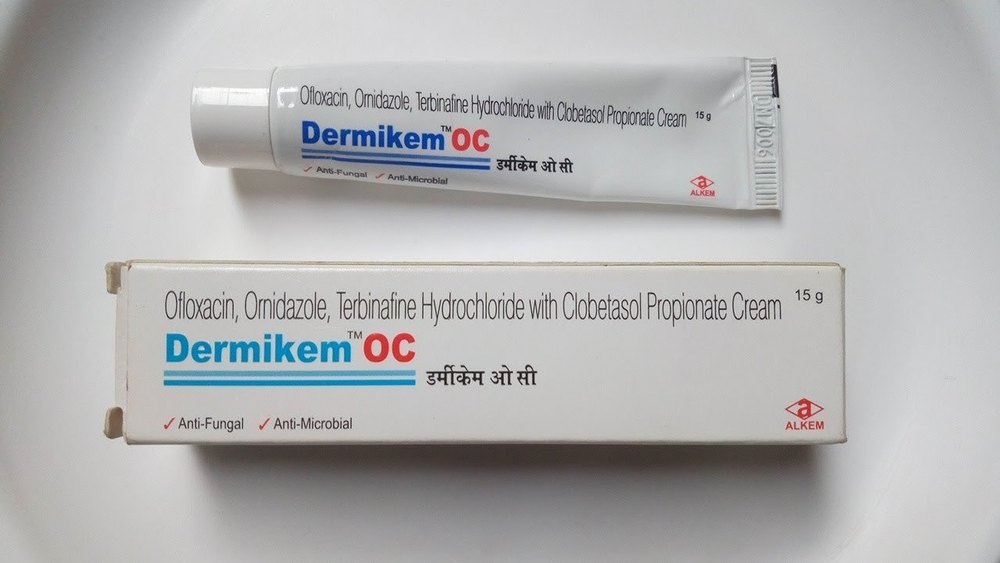 Ofloxacin, Ornidazole, Terbinafine Hydrochloride with Clobetasol Propionate Cream 15 g
Dermikem™ OC
डर्मीकेम ओ सी
✓ Anti-Fungal ✓ Anti-Microbial
a
ALKEM
Ofloxacin, Ornidazole, Terbinafine Hydrochloride with Clobetasol Propionate Cream 15 g
Dermikem™ OC
डर्मीकेम ओ सी
✓ Anti-Fungal ✓ Anti-Microbial
a
ALKEM